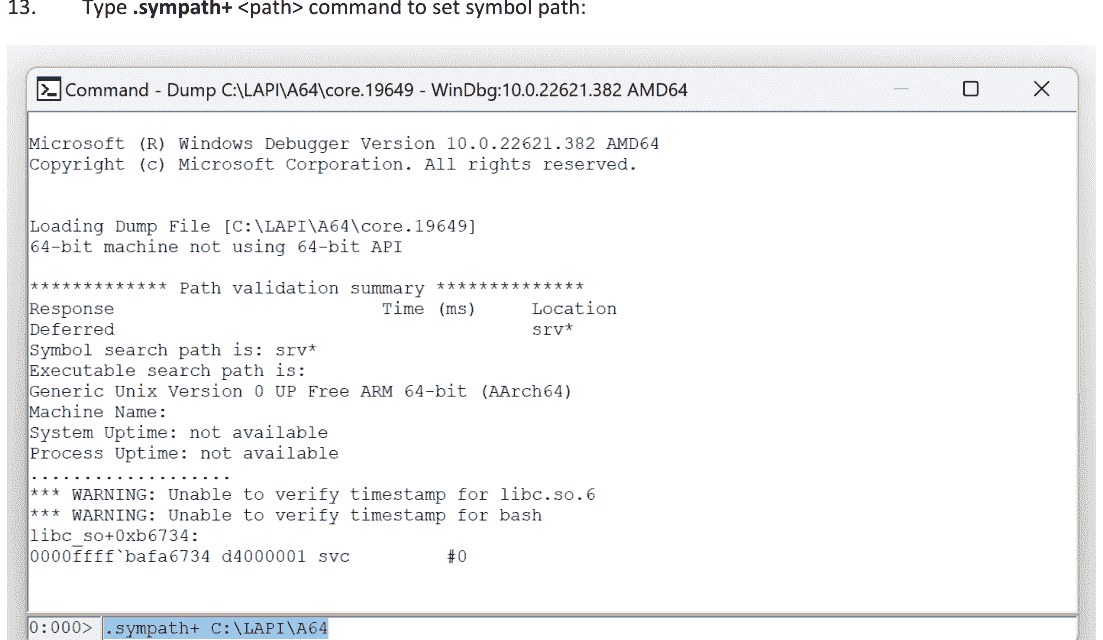 13. Type .sympath+ <path> command to set symbol path:
Command - Dump C:\LAPI\A64\core.19649 - WinDbg:10.0.22621.382 AMD64
Microsoft (R) Windows Debugger Version 10.0.22621.382 AMD64
Copyright (c) Microsoft Corporation. All rights reserved.
Loading Dump File [C:\LAPI\A64\core.19649]
64-bit machine not using 64-bit API
************* Path validation summary **************
Response Time (ms) Location
Deferred srv*
Symbol search path is: srv*
Executable search path is:
Generic Unix Version 0 UP Free ARM 64-bit (AArch64)
Machine Name:
System Uptime: not available
Process Uptime: not available
...................
*** WARNING: Unable to verify timestamp for libc.so.6
*** WARNING: Unable to verify timestamp for bash
libc_so+0xb6734:
0000ffff`bafa6734 d4000001 svc #0
0:000> .sympath+ C:\LAPI\A64